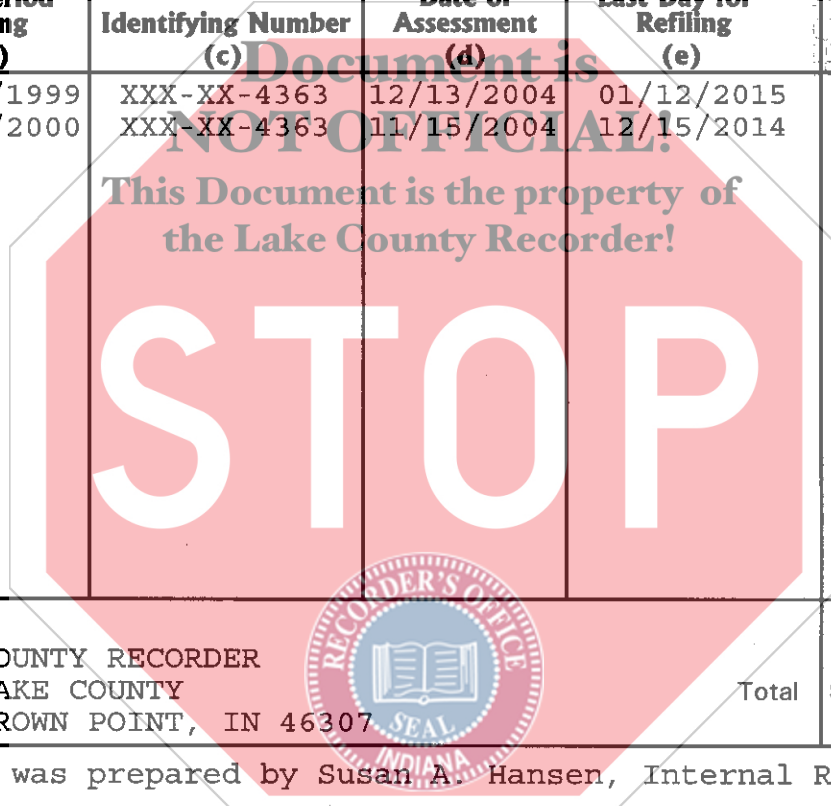 eriod Date of Last Day for
ng Identifying Number Assessment Refiling
) (c) (d) (e)
Document is
/1999 XXX-XX-4363 12/13/2004 01/12/2015
/2000 XXX-XX-4363 11/15/2004 12/15/2014
NOT OFFICIAL!
This Document is the property of
the Lake County Recorder!
STOP
RECORDER'S OFFICE
OUNTY RECORDER
AKE COUNTY Total
ROWN POINT, IN 46307
SEAL
INDIANA
was prepared by Susan A. Hansen, Internal R